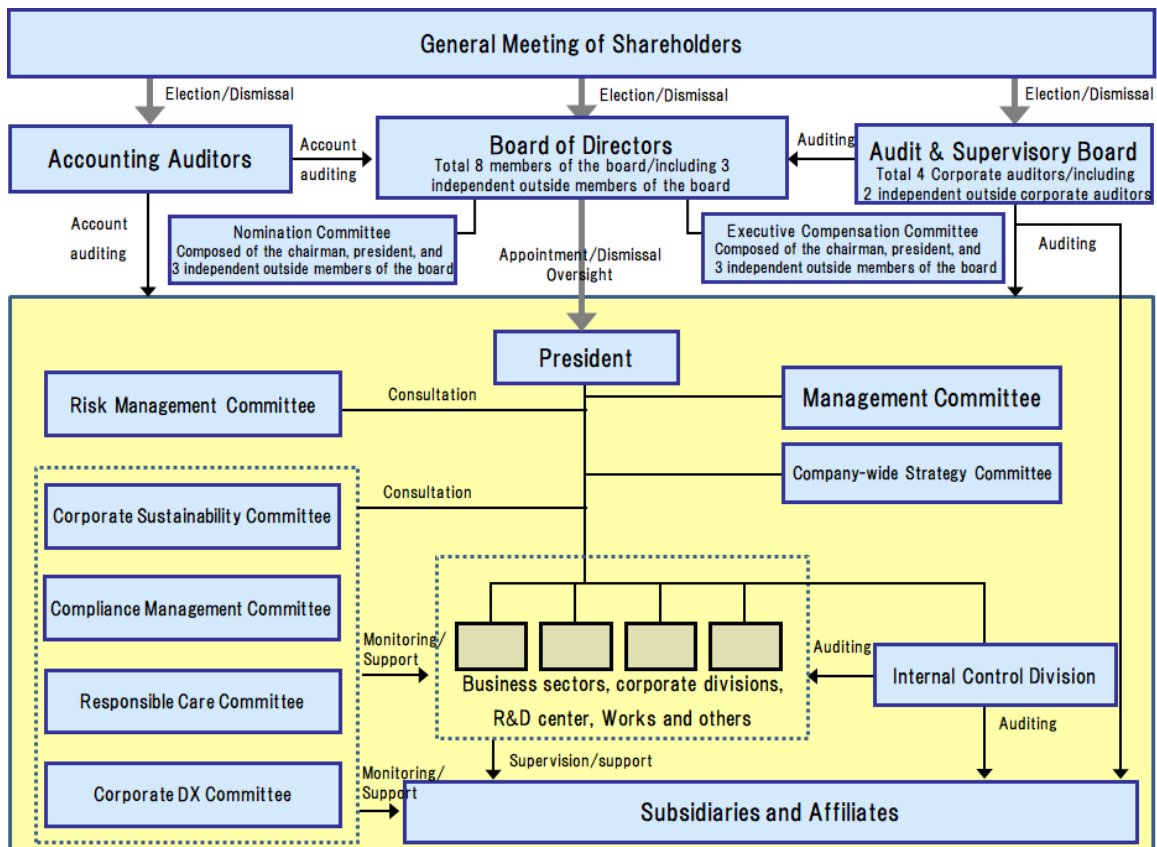 General Meeting of Shareholders
Election/Dismissal
Election/Dismissal
Election/Dismissal
Accounting Auditors
Account
auditing
Board of Directors
Total 8 members of the board/including 3
independent outside members of the board
Auditing
Audit & Supervisory Board
Total 4 Corporate auditors/including
2 independent outside corporate auditors
Account
auditing
Nomination Committee
Composed of the chairman, president, and
3 independent outside members of the board
Appointment/Dismissal
Oversight
Executive Compensation Committee
Composed of the chairman, president, and
3 independent outside members of the board
Auditing
President
Risk Management Committee
Consultation
Management Committee
Company-wide Strategy Committee
Corporate Sustainability Committee
Consultation
Compliance Management Committee
Responsible Care Committee
Corporate DX Committee
Monitoring/
Support
Business sectors, corporate divisions,
R&D center, Works and others
Auditing
Internal Control Division
Supervision/support
Auditing
Monitoring/
Support
Subsidiaries and Affiliates